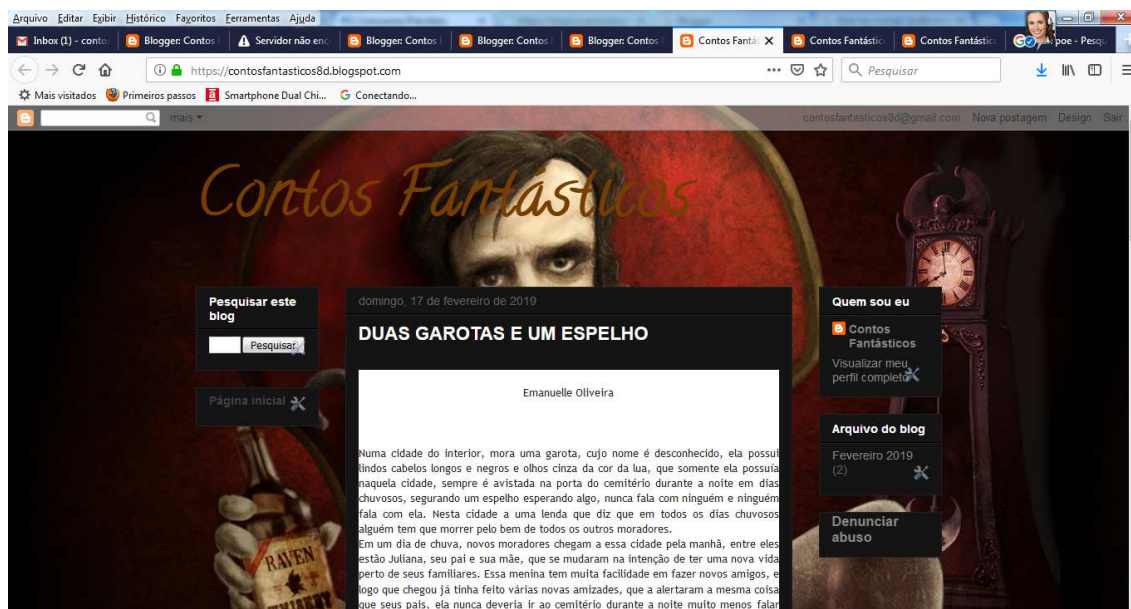 Arquivo Editar Exibir Histórico Favoritos Ferramentas Ajuda
Inbox (1) - conto
Blogger: Contos
Servidor não enc
Blogger: Contos
Blogger: Contos
Blogger: Contos
Contos Fantás
Contos Fantástic
Contos Fantástic
poe - Pesqu
https://contosfantasticos8d.blogspot.com
Pesquisar
Mais visitados Primeiros passos Smartphone Dual Chi... Conectando...
mais
contosfantasticos8d@gmail.com Nova postagem Design Sair
Contos Fantásticos
Pesquisar este
blog
Pesquisar
Página inicial
domingo, 17 de fevereiro de 2019
DUAS GAROTAS E UM ESPELHO
Emanuelle Oliveira
Numa cidade do interior, mora uma garota, cujo nome é desconhecido, ela possui
lindos cabelos longos e negros e olhos cinza da cor da lua, que somente ela possuía
naquela cidade, sempre é avistada na porta do cemitério durante a noite em dias
chuvosos, segurando um espelho esperando algo, nunca fala com ninguém e ninguém
fala com ela. Nesta cidade a uma lenda que diz que em todos os dias chuvosos
alguém tem que morrer pelo bem de todos os outros moradores.
Em um dia de chuva, novos moradores chegam a essa cidade pela manhã, entre eles
estão Juliana, seu pai e sua mãe, que se mudaram na intenção de ter uma nova vida
perto de seus familiares. Essa menina tem muita facilidade em fazer novos amigos, e
logo que chegou já tinha feito várias novas amizades, que a alertaram a mesma coisa
que seus pais, ela nunca deveria ir ao cemitério durante a noite muito menos falar
Quem sou eu
Contos
Fantásticos
Visualizar meu
perfil completo
Arquivo do blog
Fevereiro 2019
(2)
Denunciar
abuso
RAVEN